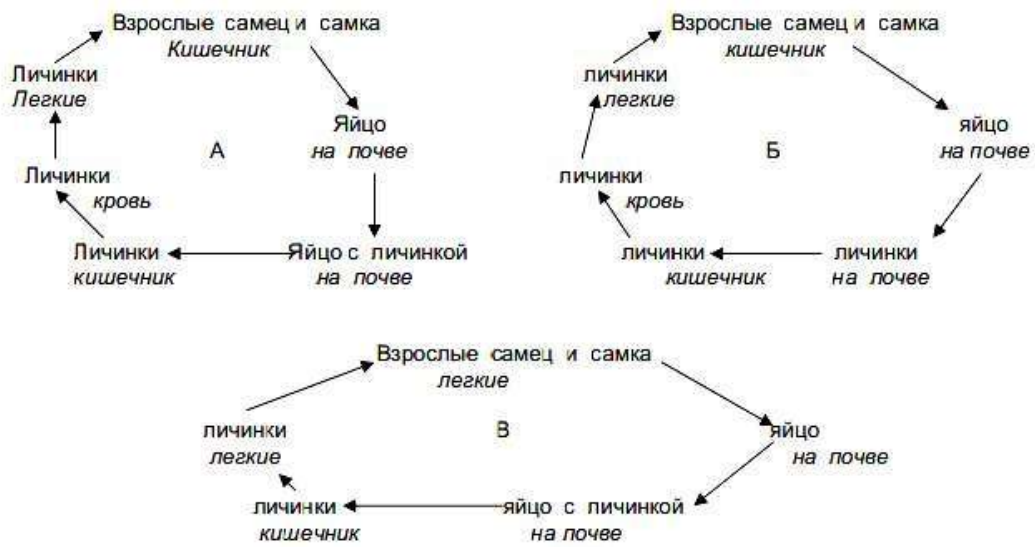 Взрослые самец и самка
Кишечник
Личинки
Легкие
Яйцо
на почве
А
Личинки
кровь
Личинки
кишечник
Яйцо с личинкой
на почве
Взрослые самец и самка
кишечник
личинки
легкие
яйцо
на почве
Б
личинки
кровь
личинки
кишечник
личинки
на почве
Взрослые самец и самка
легкие
личинки
легкие
В
яйцо
на почве
личинки
кишечник
яйцо с личинкой
на почве